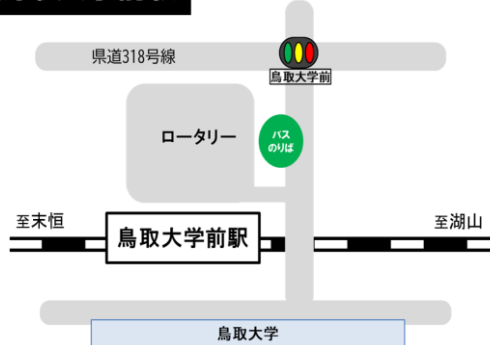 県道318号線
鳥取大学前
ロータリー
バス
のりば
至末恒
至湖山
鳥取大学前駅
鳥取大学